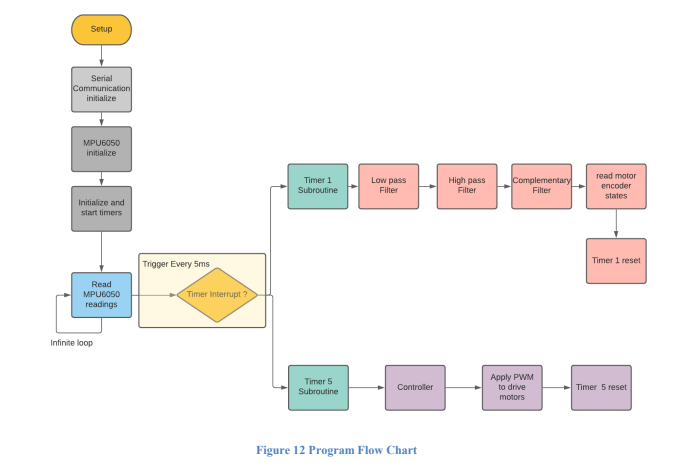 Setup
Serial
Communication
initialize
MPU6050
initialize
Initialize and
start timers
Read
MPU6050
readings
Infinite loop
Trigger Every 5ms
Timer Interrupt ?
Timer 1
Subroutine
Low pass
Filter
High pass
Filter
Complementary
Filter
read motor
encoder
states
Timer 1 reset
Timer 5
Subroutine
Controller
Apply PWM
to drive
motors
Timer 5 reset
Figure 12 Program Flow Chart